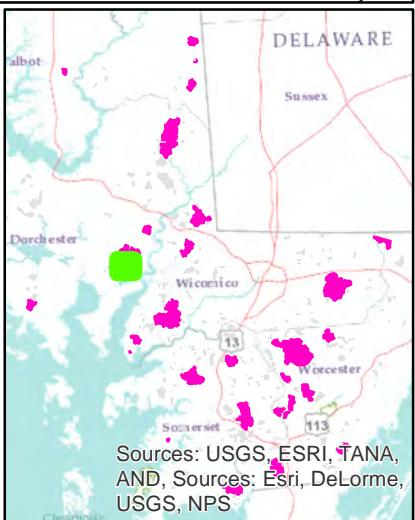 DELAWARE
albot
Sussex
Dorchester
Wicomico
13
Worcester
Somerset
113
Sources: USGS, ESRI, TANA,
AND, Sources: Esri, DeLorme,
USGS, NPS